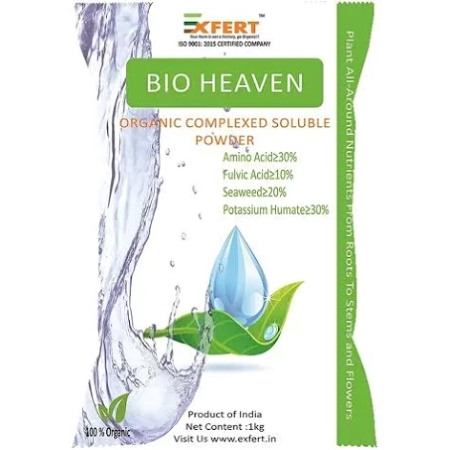 EXFERT™
ISO 9001: 2015 CERTIFIED COMPANY
BIO HEAVEN
ORGANIC COMPLEXED SOLUBLE
POWDER
Amino Acid≥30%
Fulvic Acid≥10%
Seaweed≥20%
Potassium Humate≥30%
Plant All-Around Nutrients From Roots To Stems and Flowers
100 % Organic
Product of India
Net Content :1kg
Visit Us www.exfert.in